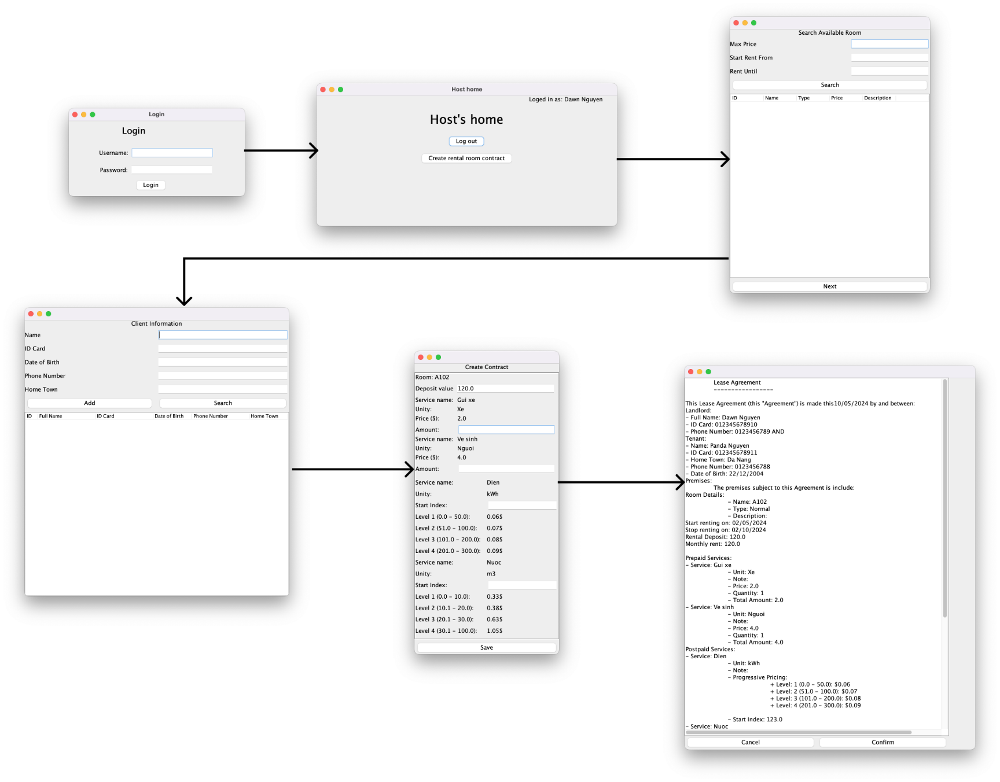 Login
Login
Username:
Password:
Login
Host home
Loged in as: Dawn Nguyen
Host's home
Log out
Create rental room contract
Search Available Room
Max Price
Start Rent From
Rent Until
Search
ID Name Type Price Description
Next
Client Information
Name
ID Card
Date of Birth
Phone Number
Home Town
Add Search
ID Full Name ID Card Date of Birth Phone Number Home Town
Create Contract
Room: A102
Deposit value 120.0
Service name: Gui xe
Unity: Xe
Price ($): 2.0
Amount:
Service name: Ve sinh
Unity: Nguoi
Price ($): 4.0
Amount:
Service name: Dien
Unity: kWh
Start Index:
Level 1 (0.0 - 50.0): 0.06$
Level 2 (51.0 - 100.0): 0.07$
Level 3 (101.0 - 200.0): 0.08$
Level 4 (201.0 - 300.0): 0.09$
Service name: Nuoc
Unity: m3
Start Index:
Level 1 (0.0 - 10.0): 0.33$
Level 2 (10.1 - 20.0): 0.38$
Level 3 (20.1 - 30.0): 0.63$
Level 4 (30.1 - 100.0): 1.05$
Save
Lease Agreement
-----------------
This Lease Agreement (this "Agreement") is made this10/05/2024 by and between:
Landlord:
- Full Name: Dawn Nguyen
- ID Card: 012345678910
- Phone Number: 0123456789 AND
Tenant:
- Name: Panda Nguyen
- ID Card: 012345678911
- Home Town: Da Nang
- Phone Number: 0123456788
- Date of Birth: 22/12/2004
Premises:
The premises subject to this Agreement is include:
Room Details:
- Name: A102
- Type: Normal
- Description:
Start renting on: 02/05/2024
Stop renting on: 02/10/2024
Rental Deposit: 120.0
Monthly rent: 120.0
Prepaid Services:
- Service: Gui xe
- Unit: Xe
- Note:
- Price: 2.0
- Quantity: 1
- Total Amount: 2.0
- Service: Ve sinh
- Unit: Nguoi
- Note:
- Price: 4.0
- Quantity: 1
- Total Amount: 4.0
Postpaid Services:
- Service: Dien
- Unit: kWh
- Note:
- Progressive Pricing:
+ Level: 1 (0.0 - 50.0): $0.06
+ Level: 2 (51.0 - 100.0): $0.07
+ Level: 3 (101.0 - 200.0): $0.08
+ Level: 4 (201.0 - 300.0): $0.09
- Start Index: 123.0
- Service: Nuoc
Cancel Confirm